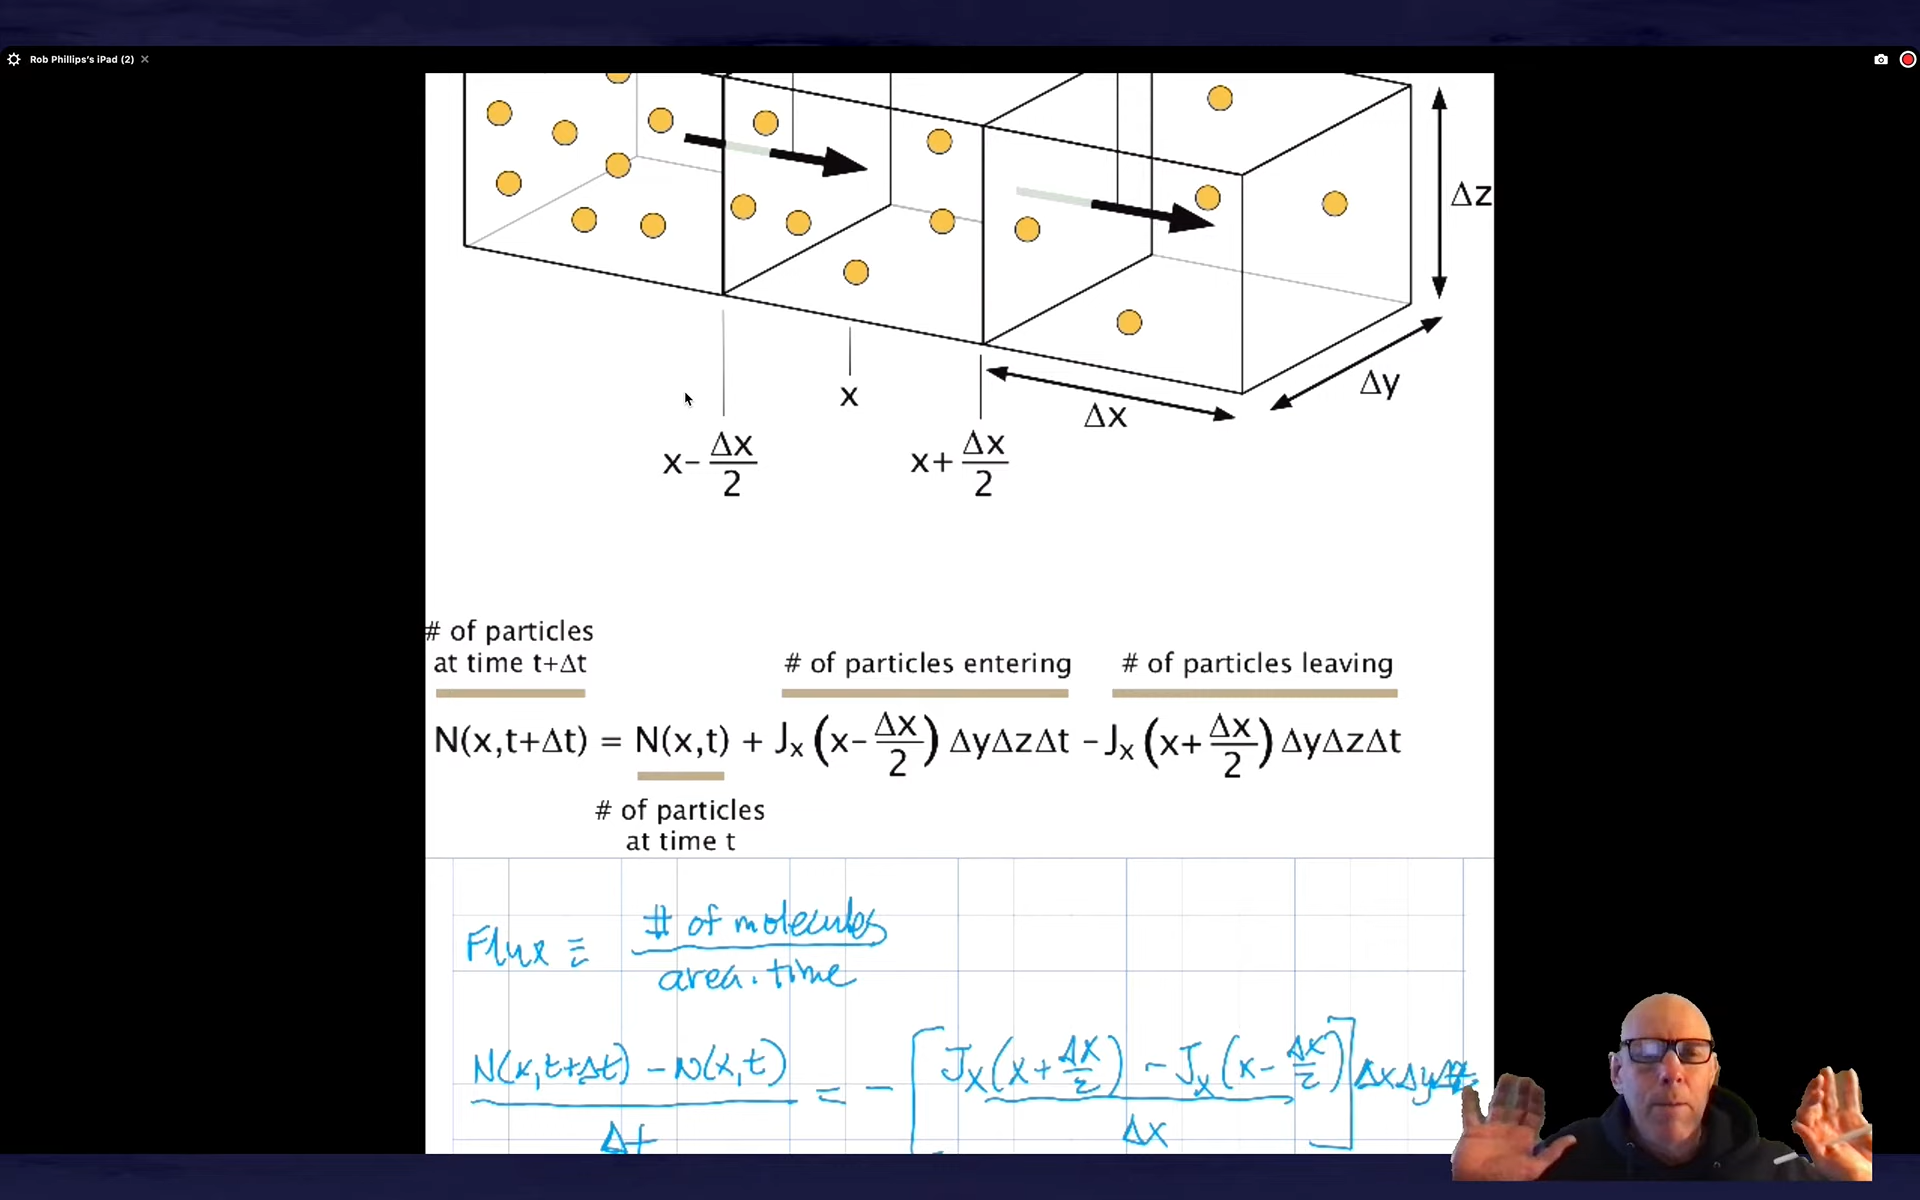 Rob Phillips's iPad (2) ×
Δz
Δy
Δx
x
x- Δx/2
x+ Δx/2
# of particles
at time t+Δt
# of particles entering
# of particles leaving
N(x,t+Δt) = N(x,t) + Jₓ (x- Δx/2) ΔyΔzΔt - Jₓ (x+ Δx/2) ΔyΔzΔt
# of particles
at time t
Flux ≡ # of molecules / area · time
N(x,t+Δt) - N(x,t) / Δt = - [ Jₓ(x+ Δx/2) - Jₓ(x- Δx/2) / Δx ] ΔxΔy